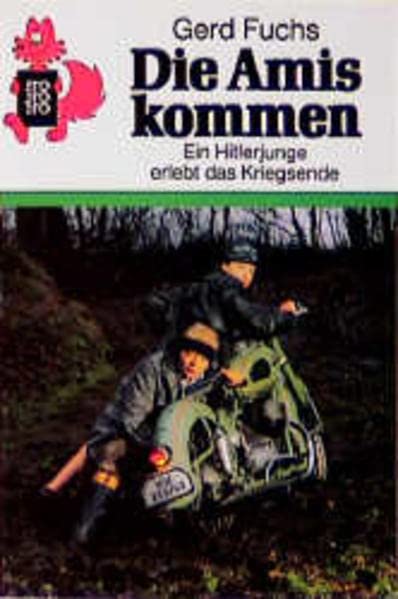 Gerd Fuchs
Die Amis
kommen
Ein Hitlerjunge
erlebt das Kriegsende